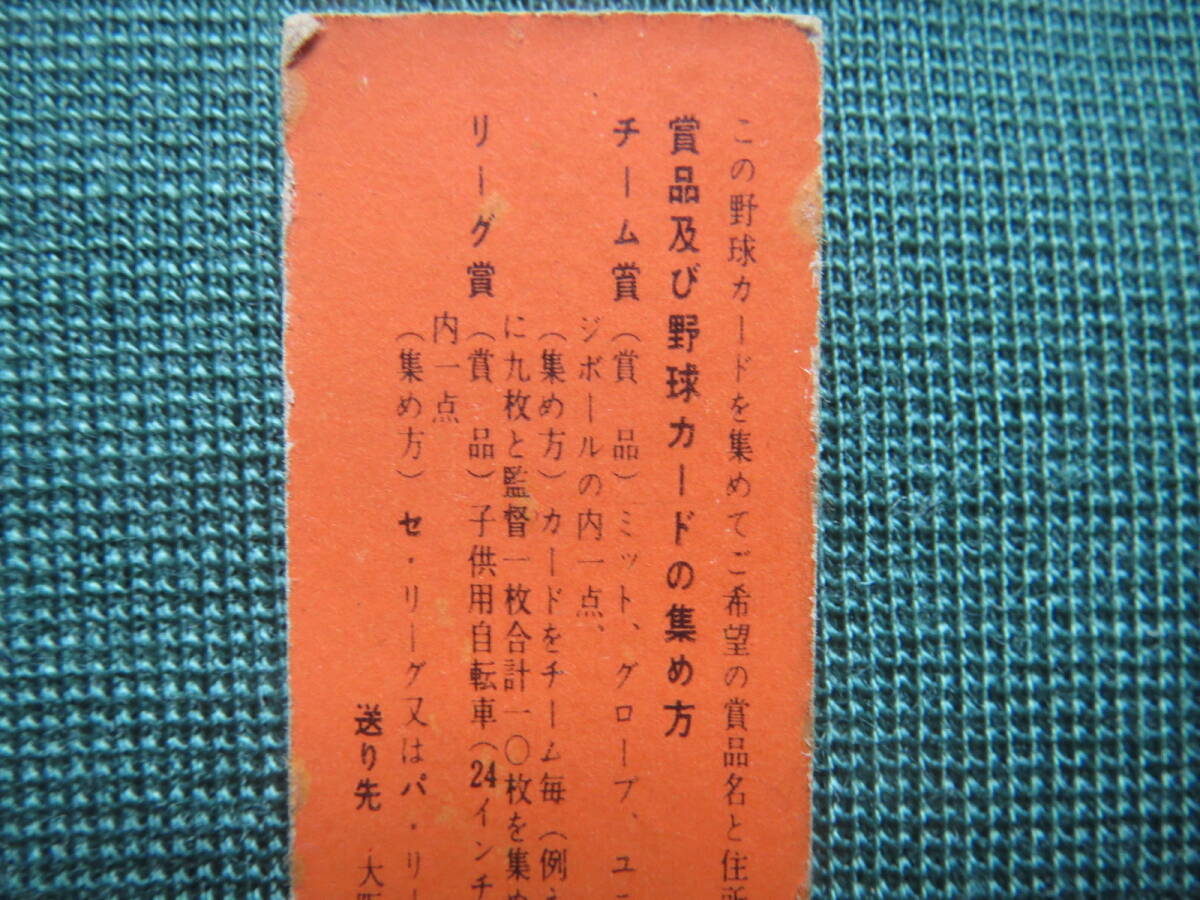 この野球カードを集めてご希望の賞品名と住所
賞品及び野球カードの集め方
チーム賞 (賞 品) ミット、グローブ、ユニ
ジボールの内一点、
(集め方) カードをチーム毎 (例え
に九枚と監督一枚合計一〇枚を集め
リーグ賞 (賞 品) 子供用自転車 (24インチ
内一点
(集め方) セ・リーグ又はパ・リー
送り先 大阪